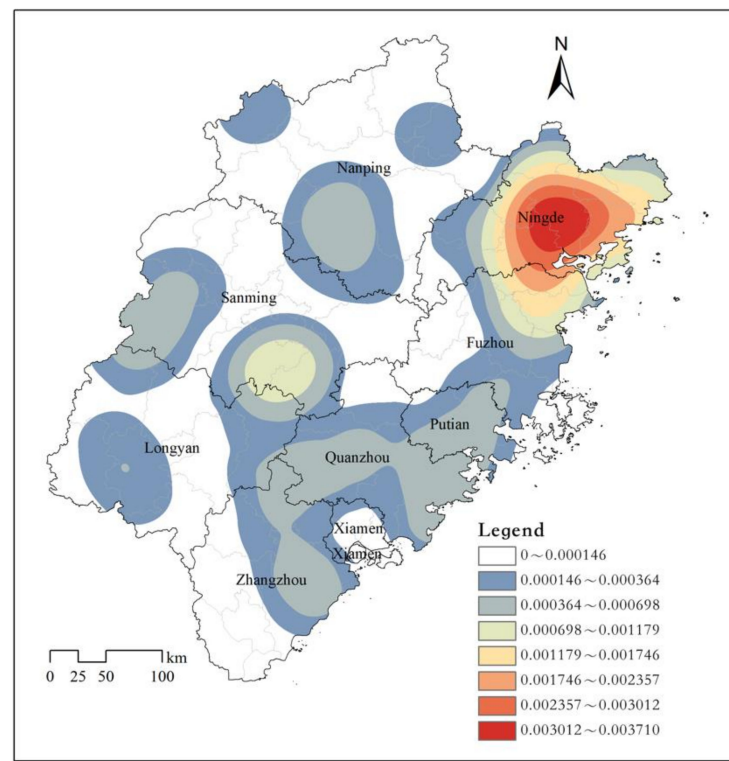 N
Nanping
Ningde
Sanming
Fuzhou
Putian
Longyan
Quanzhou
Xiamen
Xiamen
Zhangzhou
Legend
0～0.000146
0.000146～0.000364
0.000364～0.000698
0.000698～0.001179
0.001179～0.001746
0.001746～0.002357
0.002357～0.003012
0.003012～0.003710
km
0 25 50 100